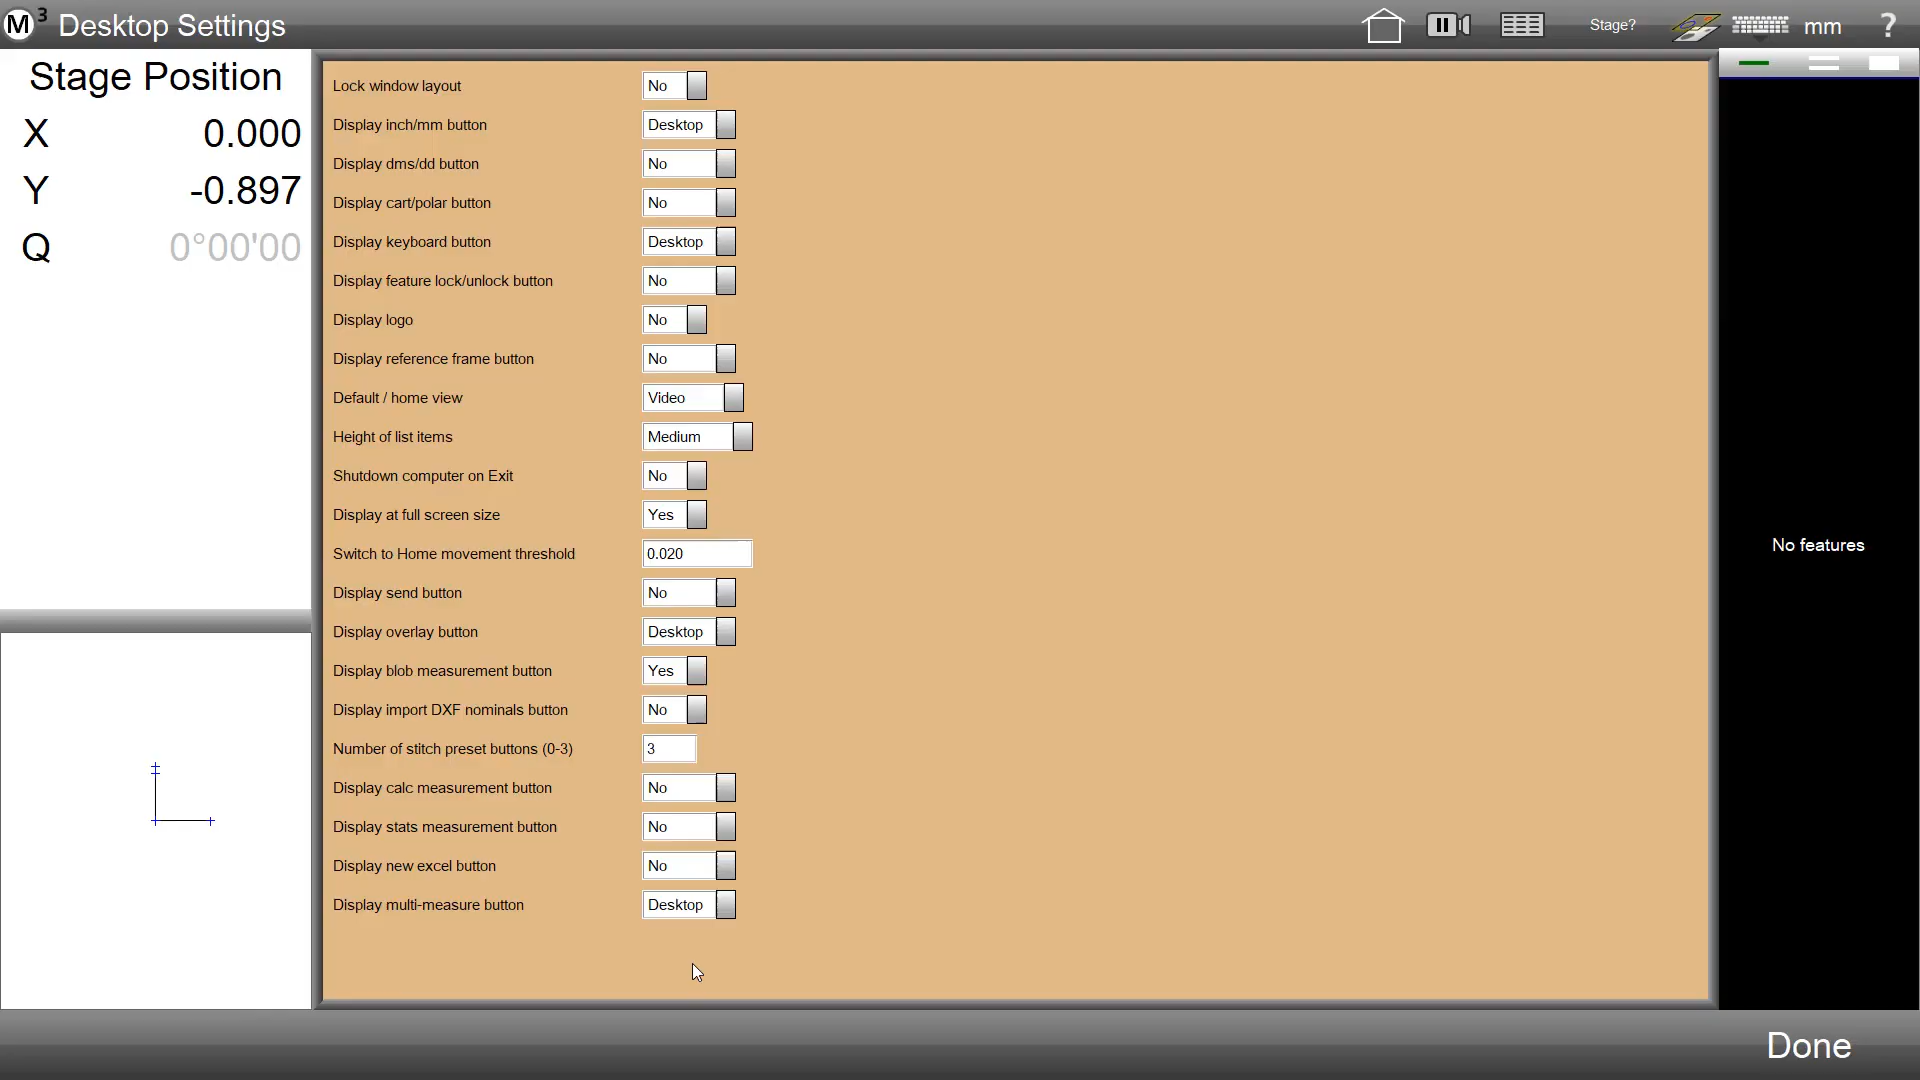 M3 Desktop Settings
Stage? mm ?
Stage Position
X 0.000
Y -0.897
Q 0°00'00
Lock window layout No
Display inch/mm button Desktop
Display dms/dd button No
Display cart/polar button No
Display keyboard button Desktop
Display feature lock/unlock button No
Display logo No
Display reference frame button No
Default / home view Video
Height of list items Medium
Shutdown computer on Exit No
Display at full screen size Yes
Switch to Home movement threshold 0.020
Display send button No
Display overlay button Desktop
Display blob measurement button Yes
Display import DXF nominals button No
Number of stitch preset buttons (0-3) 3
Display calc measurement button No
Display stats measurement button No
Display new excel button No
Display multi-measure button Desktop
No features
Done